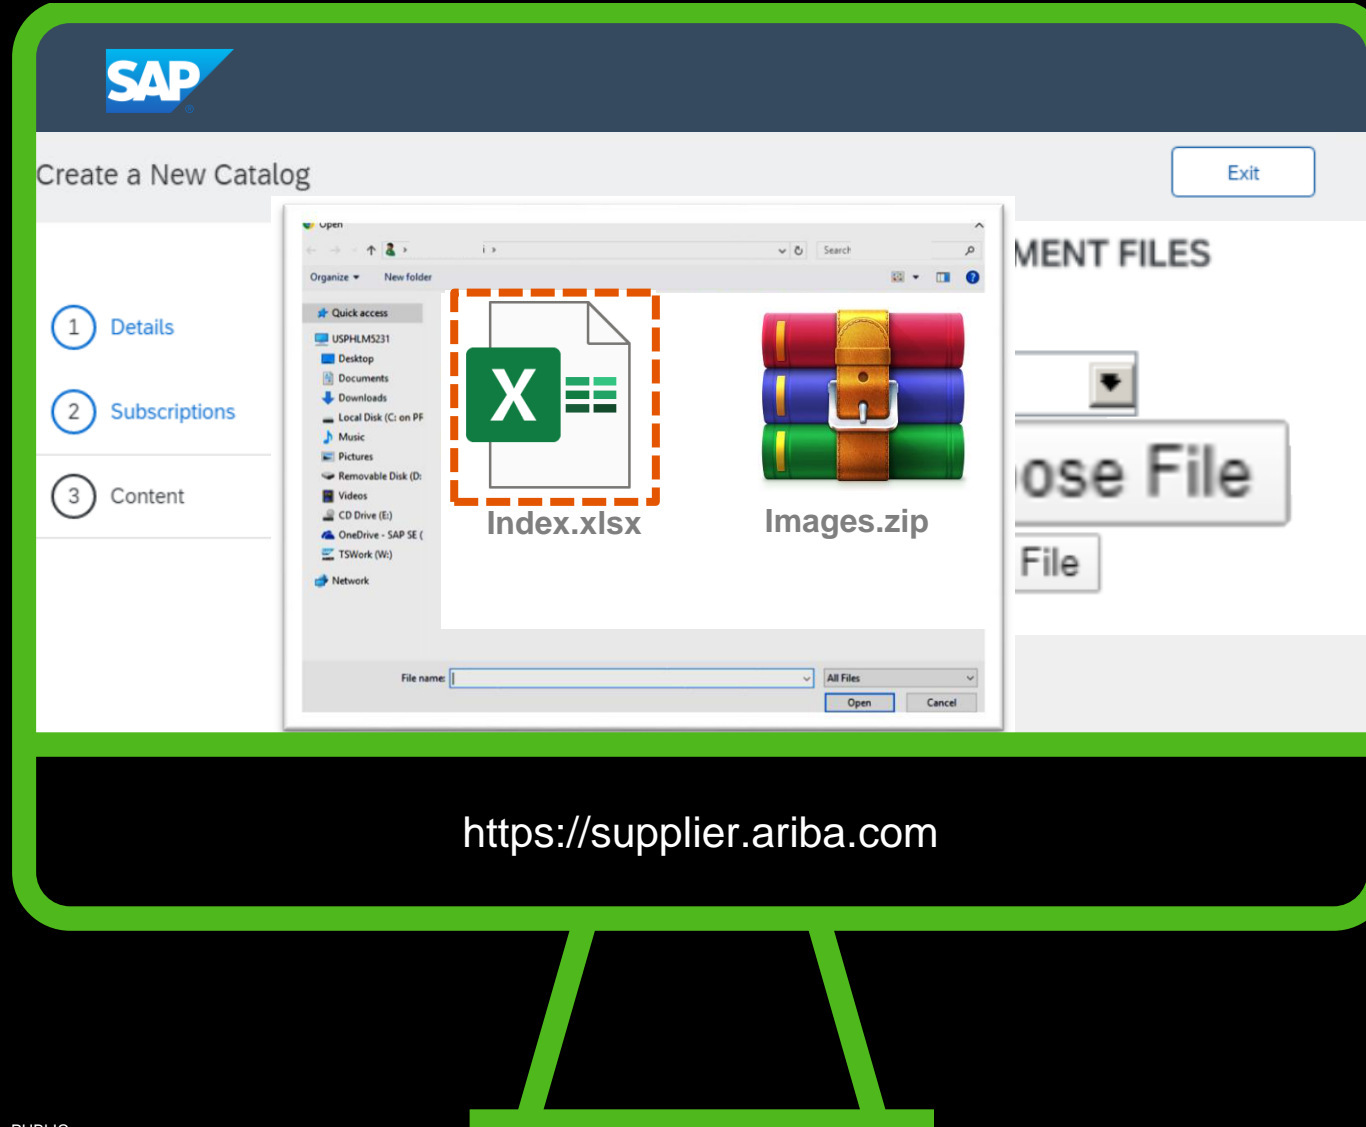 SAP
Create a New Catalog
Exit
MENT FILES
1 Details
2 Subscriptions
3 Content
ose File
File
Open
i
Search
Organize
New folder
Quick access
USPHLM5231
Desktop
Documents
Downloads
Local Disk (C: on PF
Music
Pictures
Removable Disk (D:
Videos
CD Drive (E:)
OneDrive - SAP SE (
TSWork (W:)
Network
X
Index.xlsx
Images.zip
File name:
All Files
Open
Cancel
https://supplier.ariba.com